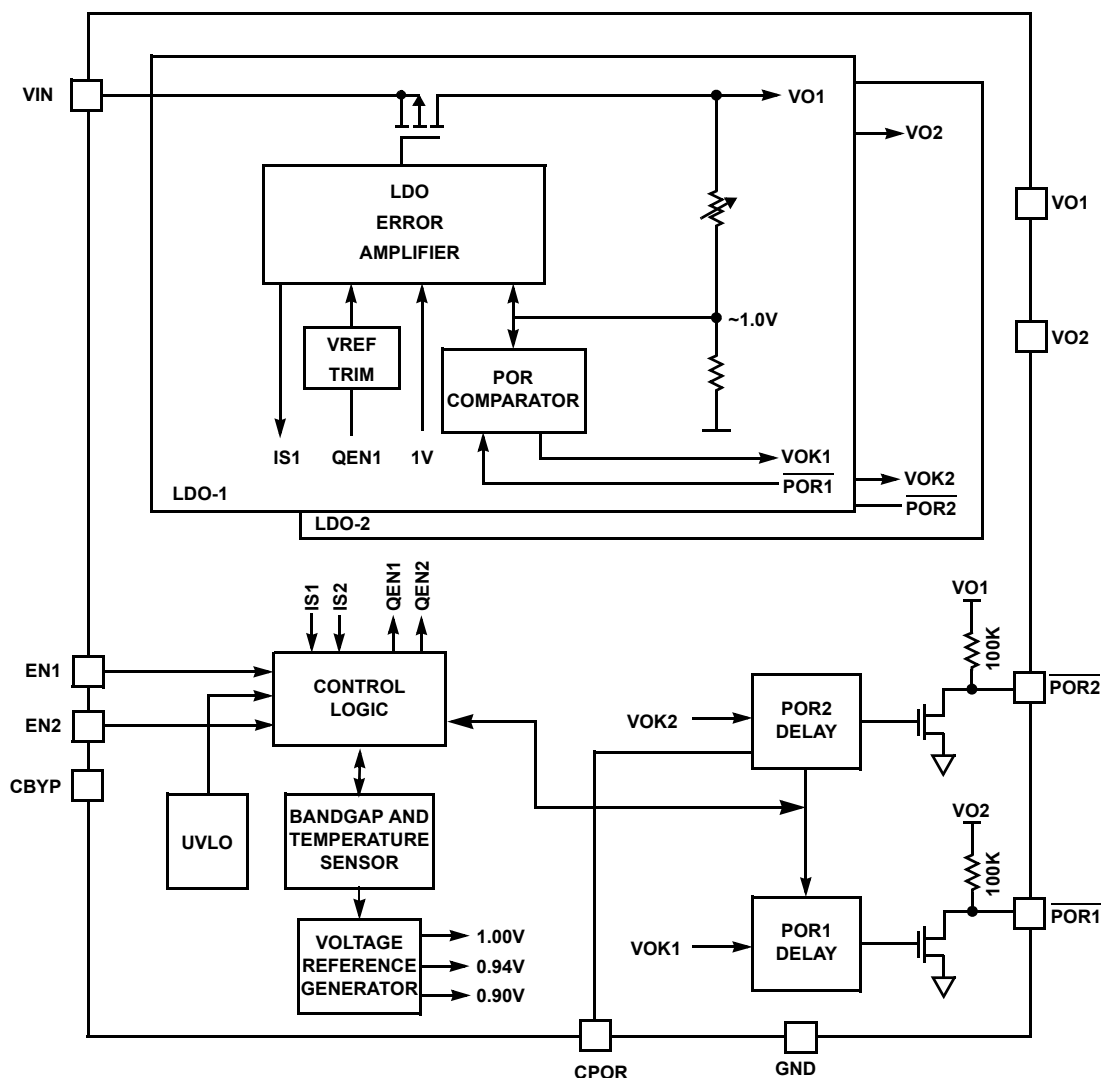 VIN
VO1
VO2
LDO
ERROR
AMPLIFIER
VO1
~1.0V
VO2
VREF
TRIM
POR
COMPARATOR
IS1
QEN1
1V
VOK1
POR1
VOK2
POR2
LDO-1
LDO-2
IS1
IS2
QEN1
QEN2
VO1
100K
EN1
CONTROL
LOGIC
POR2
EN2
VOK2
POR2
DELAY
CBYP
UVLO
BANDGAP AND
TEMPERATURE
SENSOR
VO2
100K
POR1
VOLTAGE
REFERENCE
GENERATOR
1.00V
0.94V
0.90V
VOK1
POR1
DELAY
CPOR
GND